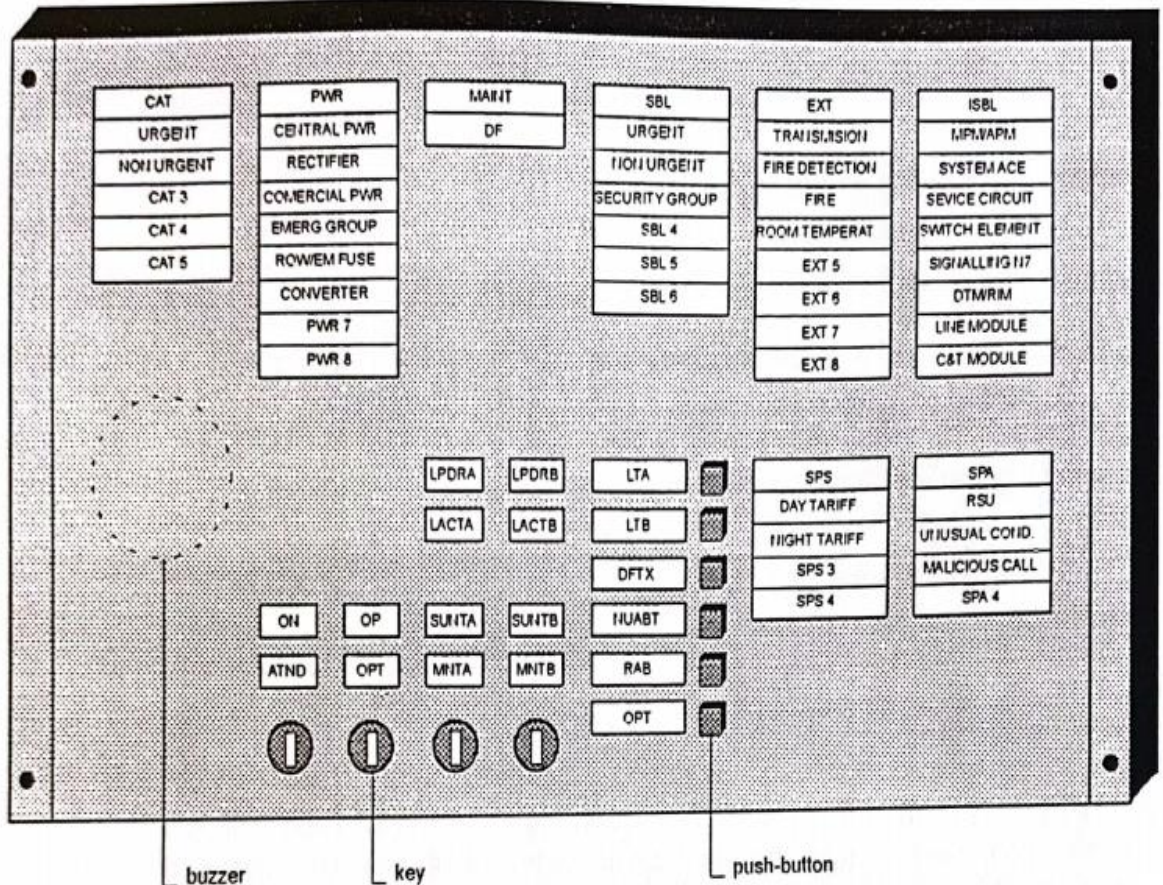 CAT
URGENT
NON URGENT
CAT 3
CAT 4
CAT 5
PWR
CENTRAL PWR
RECTIFIER
COMERCIAL PWR
EMERG GROUP
ROW/EM FUSE
CONVERTER
PWR 7
PWR 8
MAINT
DF
SBL
URGENT
NON URGENT
SECURITY GROUP
SBL 4
SBL 5
SBL 6
EXT
TRANSMISION
FIRE DETECTION
FIRE
ROOM TEMPERAT
EXT 5
EXT 6
EXT 7
EXT 8
ISBL
MPM/APM
SYSTEM ACE
SEVICE CIRCUIT
SWITCH ELEMENT
SIGNALLING N7
DTM/RIM
LINE MODULE
C&T MODULE
LPDRA LPDRB LTA
LACTA LACTB LTB
DFTX
ON OP SUNTA SUNTB NUABT
ATND OPT MNTA MNTB RAB
OPT
SPS
DAY TARIFF
NIGHT TARIFF
SPS 3
SPS 4
SPA
RSU
UNUSUAL COND.
MALICIOUS CALL
SPA 4
buzzer
key
push-button